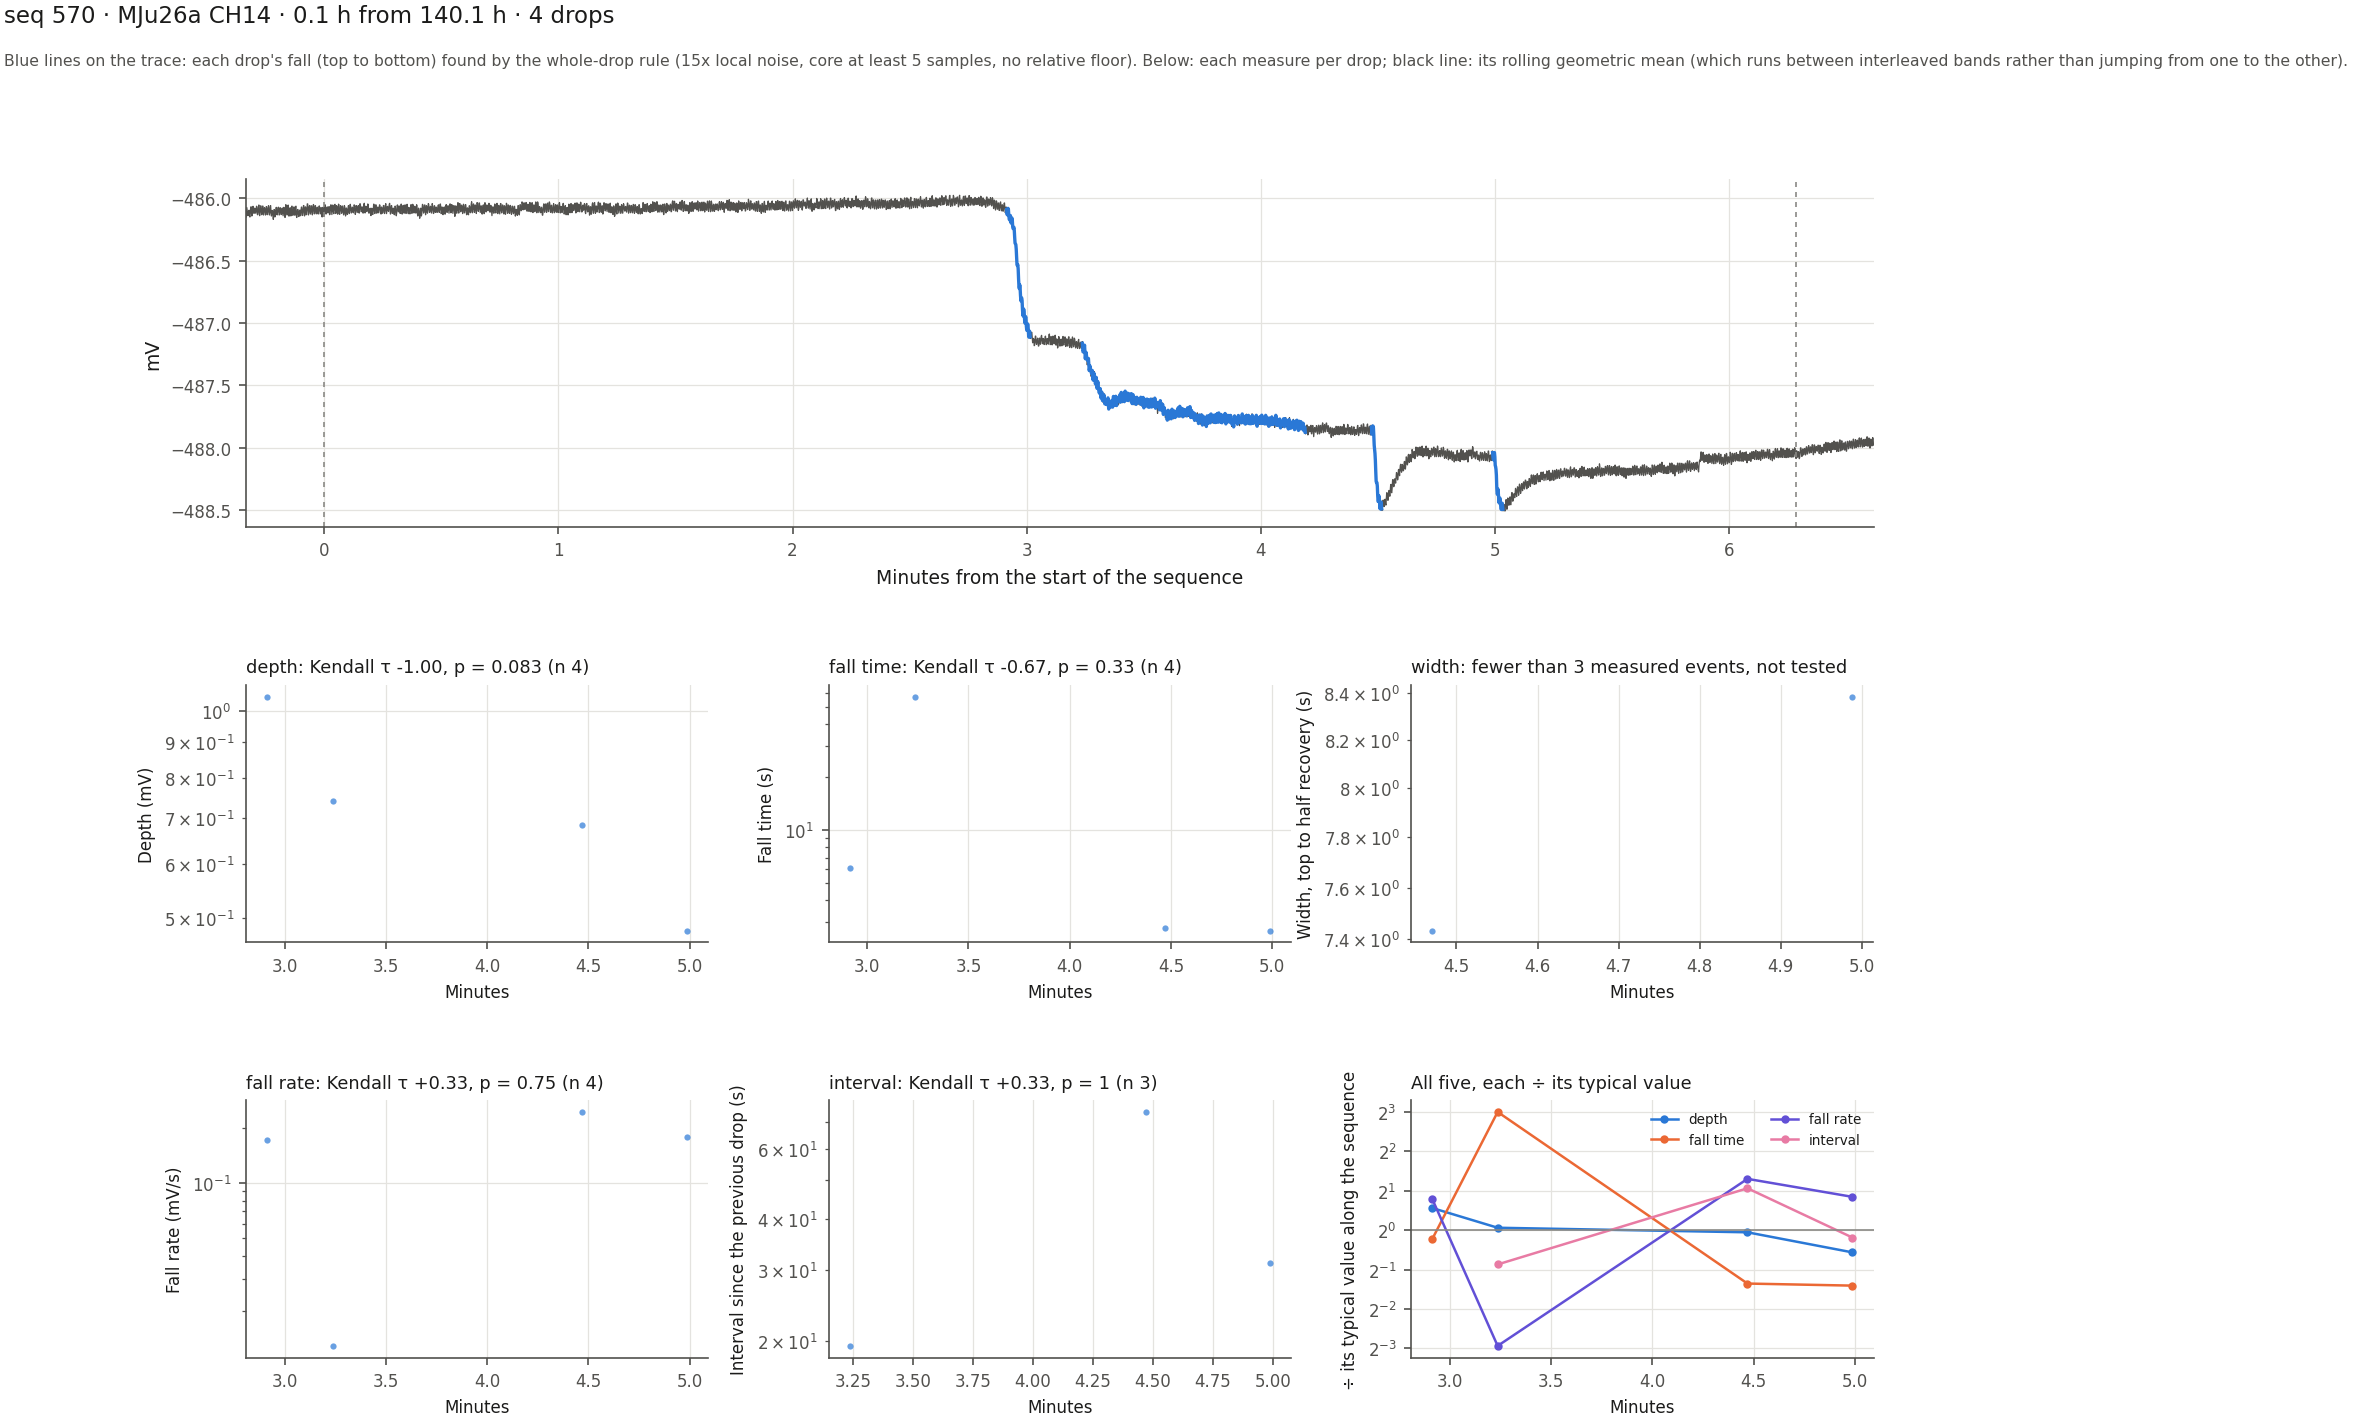 seq 570 · MJu26a CH14 · 0.1 h from 140.1 h · 4 drops
Blue lines on the trace: each drop's fall (top to bottom) found by the whole-drop rule (15x local noise, core at least 5 samples, no relative floor). Below: each measure per drop; black line: its rolling geometric mean (which runs between interleaved bands rather than jumping from one to the other).
mV
−486.0
−486.5
−487.0
−487.5
−488.0
−488.5
0 1 2 3 4 5 6
Minutes from the start of the sequence
depth: Kendall τ -1.00, p = 0.083 (n 4)
Depth (mV)
10⁰
9 × 10⁻¹
8 × 10⁻¹
7 × 10⁻¹
6 × 10⁻¹
5 × 10⁻¹
3.0 3.5 4.0 4.5 5.0
Minutes
fall time: Kendall τ -0.67, p = 0.33 (n 4)
Fall time (s)
10¹
3.0 3.5 4.0 4.5 5.0
Minutes
width: fewer than 3 measured events, not tested
Width, top to half recovery (s)
8.4 × 10⁰
8.2 × 10⁰
8 × 10⁰
7.8 × 10⁰
7.6 × 10⁰
7.4 × 10⁰
4.5 4.6 4.7 4.8 4.9 5.0
Minutes
fall rate: Kendall τ +0.33, p = 0.75 (n 4)
Fall rate (mV/s)
10⁻¹
3.0 3.5 4.0 4.5 5.0
Minutes
interval: Kendall τ +0.33, p = 1 (n 3)
Interval since the previous drop (s)
6 × 10¹
4 × 10¹
3 × 10¹
2 × 10¹
3.25 3.50 3.75 4.00 4.25 4.50 4.75 5.00
Minutes
All five, each ÷ its typical value
÷ its typical value along the sequence
2³
2²
2¹
2⁰
2⁻¹
2⁻²
2⁻³
depth
fall time
fall rate
interval
3.0 3.5 4.0 4.5 5.0
Minutes